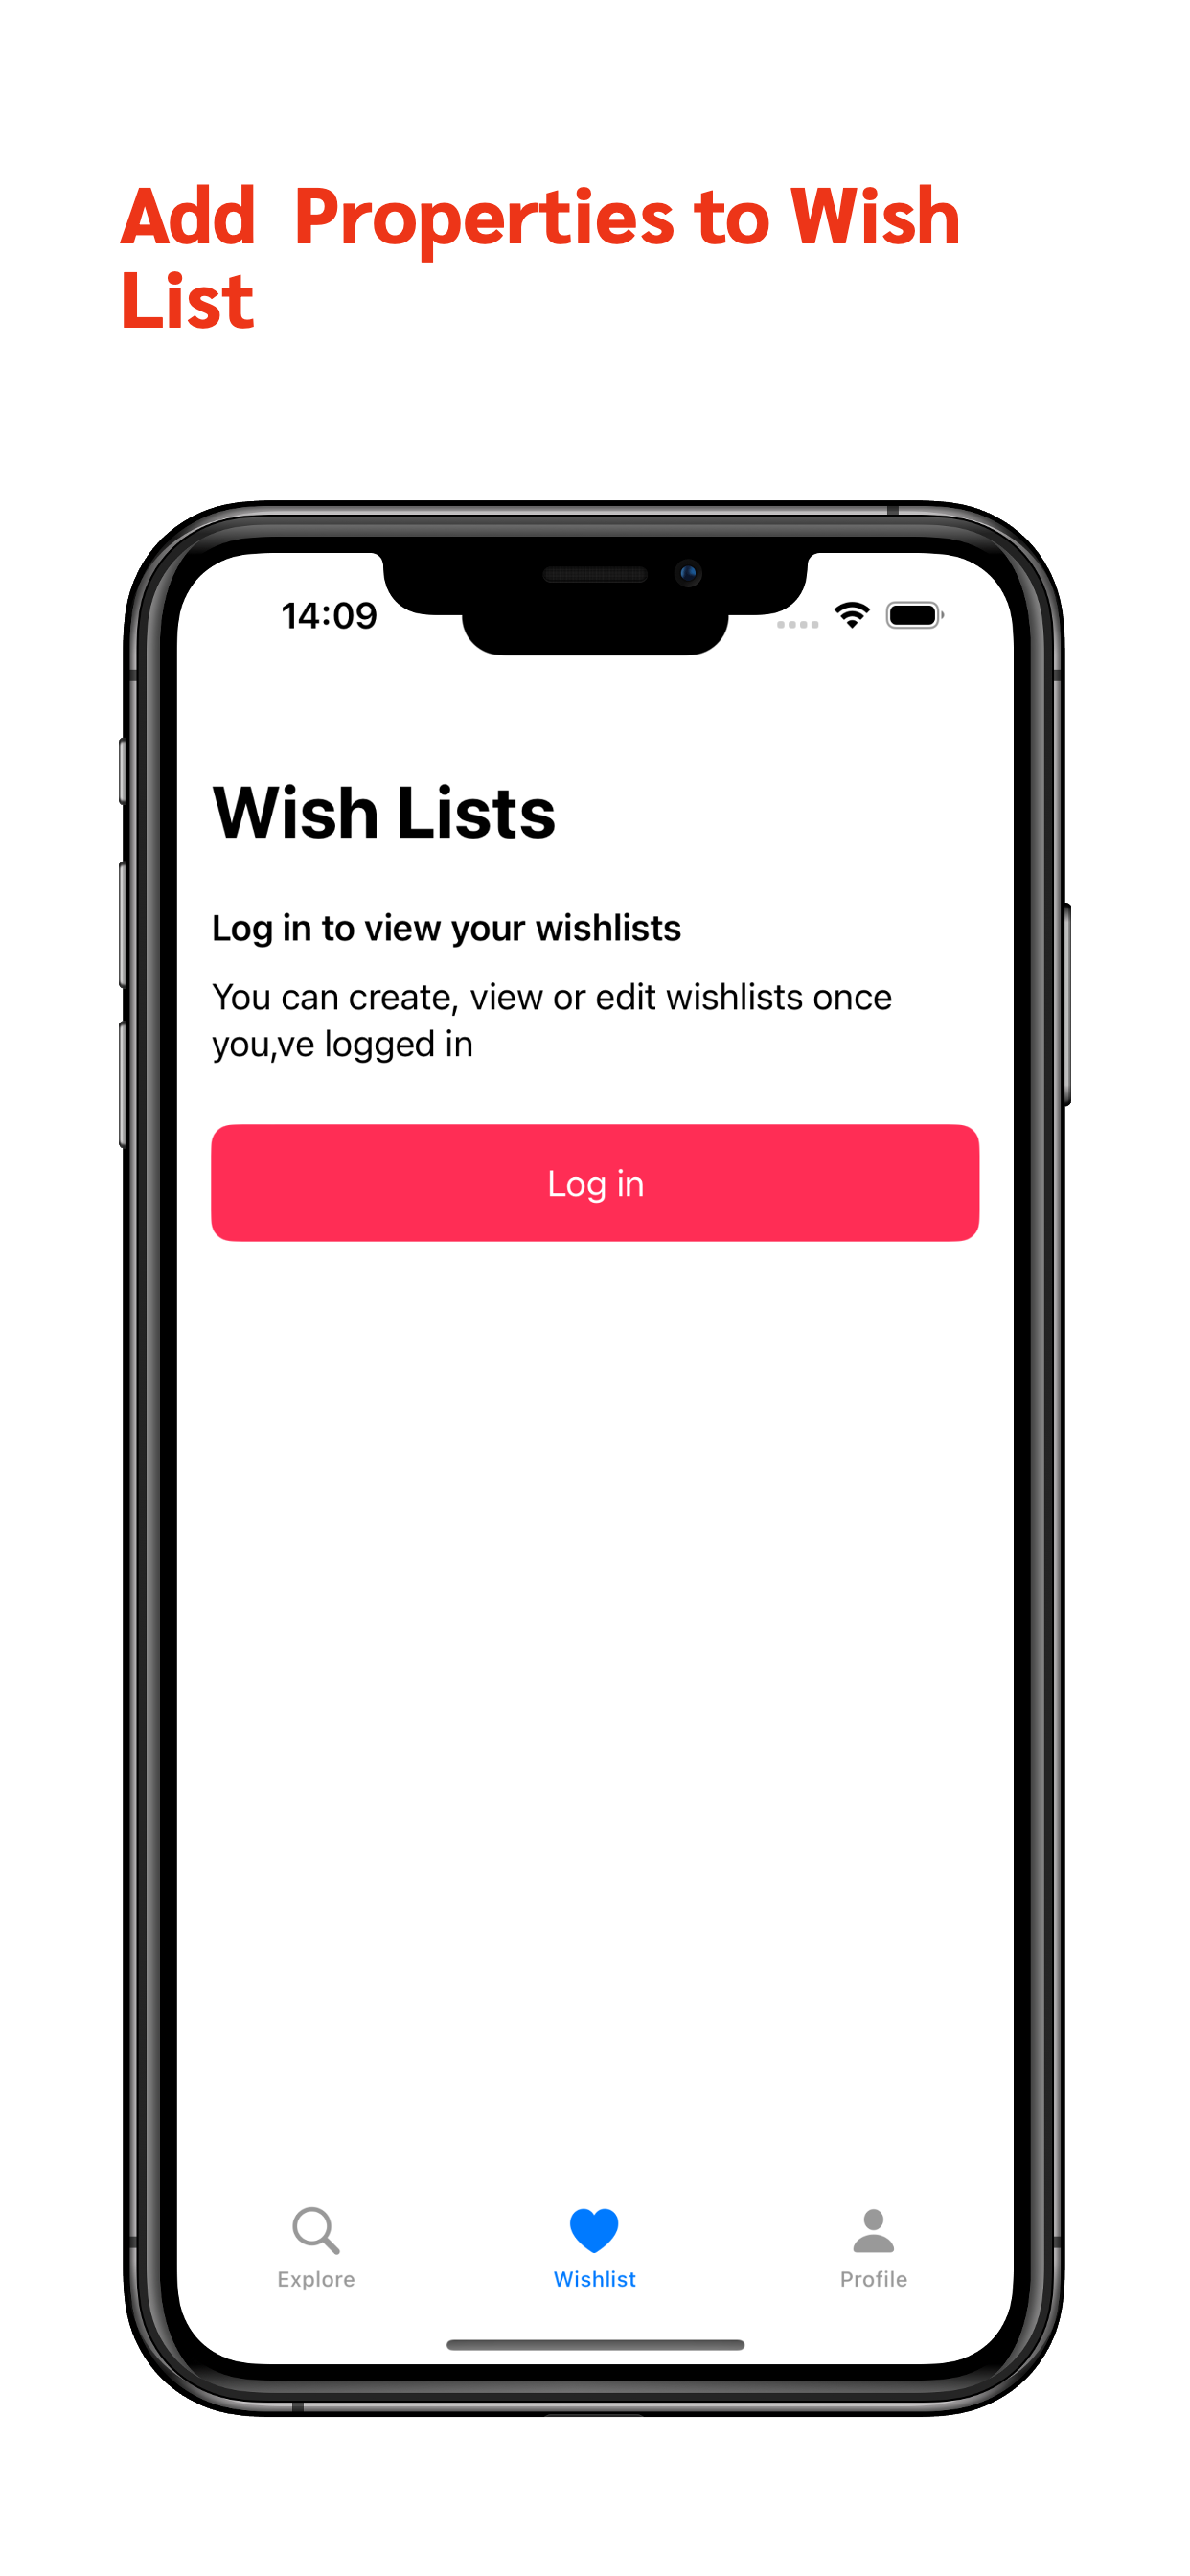 Add  Properties to Wish
List
14:09
Wish Lists
Log in to view your wishlists
You can create, view or edit wishlists once
you,ve logged in
Log in
Explore
Wishlist
Profile